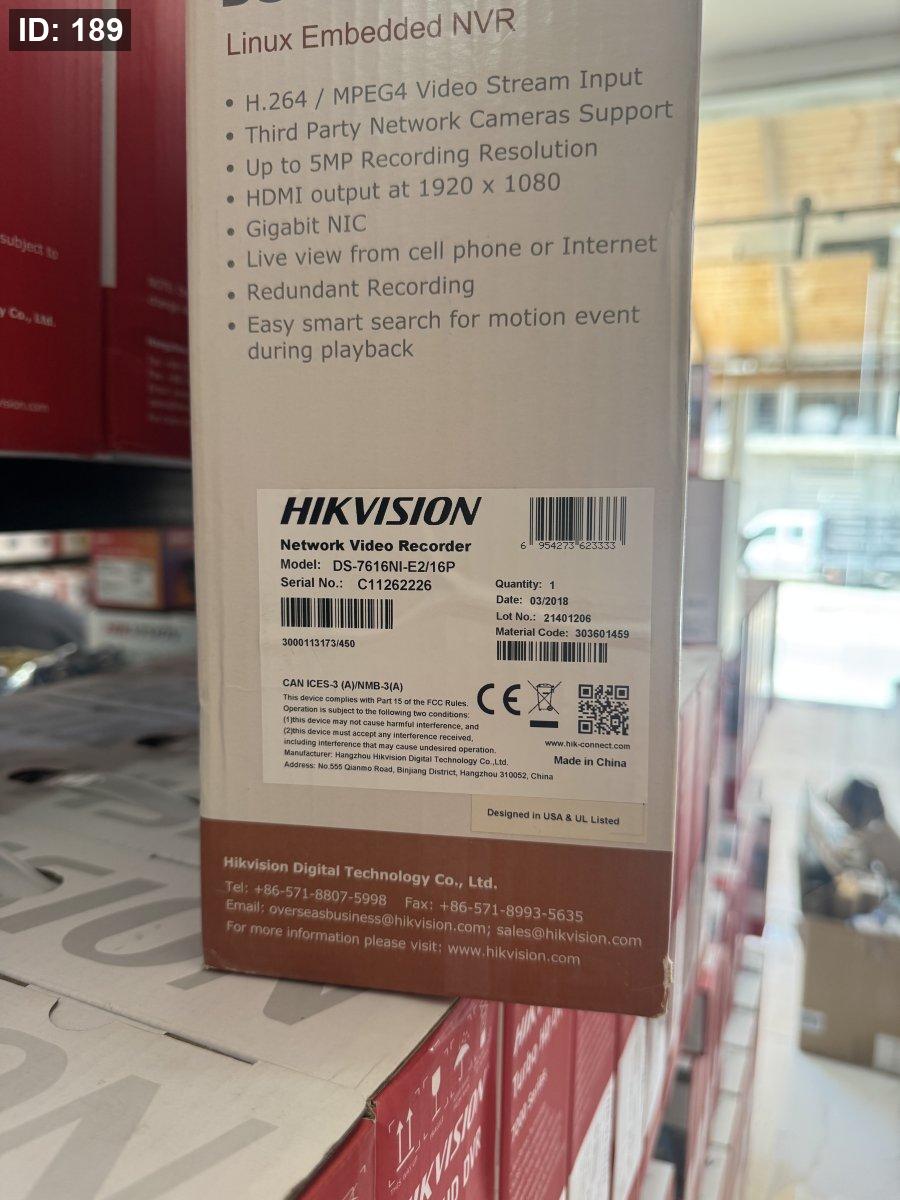 ID: 189
Linux Embedded NVR
• H.264 / MPEG4 Video Stream Input
• Third Party Network Cameras Support
• Up to 5MP Recording Resolution
• HDMI output at 1920 x 1080
• Gigabit NIC
• Live view from cell phone or Internet
• Redundant Recording
• Easy smart search for motion event
during playback
subject to
y Co., Ltd.
HIKVISION
Network Video Recorder
Model: DS-7616NI-E2/16P
Serial No.: C11262226
3000113173/450
6 954273 623333
Quantity: 1
Date: 03/2018
Lot No.: 21401206
Material Code: 303601459
CAN ICES-3 (A)/NMB-3(A)
This device complies with Part 15 of the FCC Rules.
Operation is subject to the following two conditions:
(1)this device may not cause harmful interference, and
(2)this device must accept any interference received,
including interference that may cause undesired operation.
Manufacturer: Hangzhou Hikvision Digital Technology Co.,Ltd.
Address: No.555 Qianmo Road, Binjiang District, Hangzhou 310052, China
CE
www.hik-connect.com
Made in China
Designed in USA & UL Listed
Hikvision Digital Technology Co., Ltd.
Tel: +86-571-8807-5998 Fax: +86-571-8993-5635
Email: overseasbusiness@hikvision.com; sales@hikvision.com
For more information please visit: www.hikvision.com
HIKVISION
Turbo HD